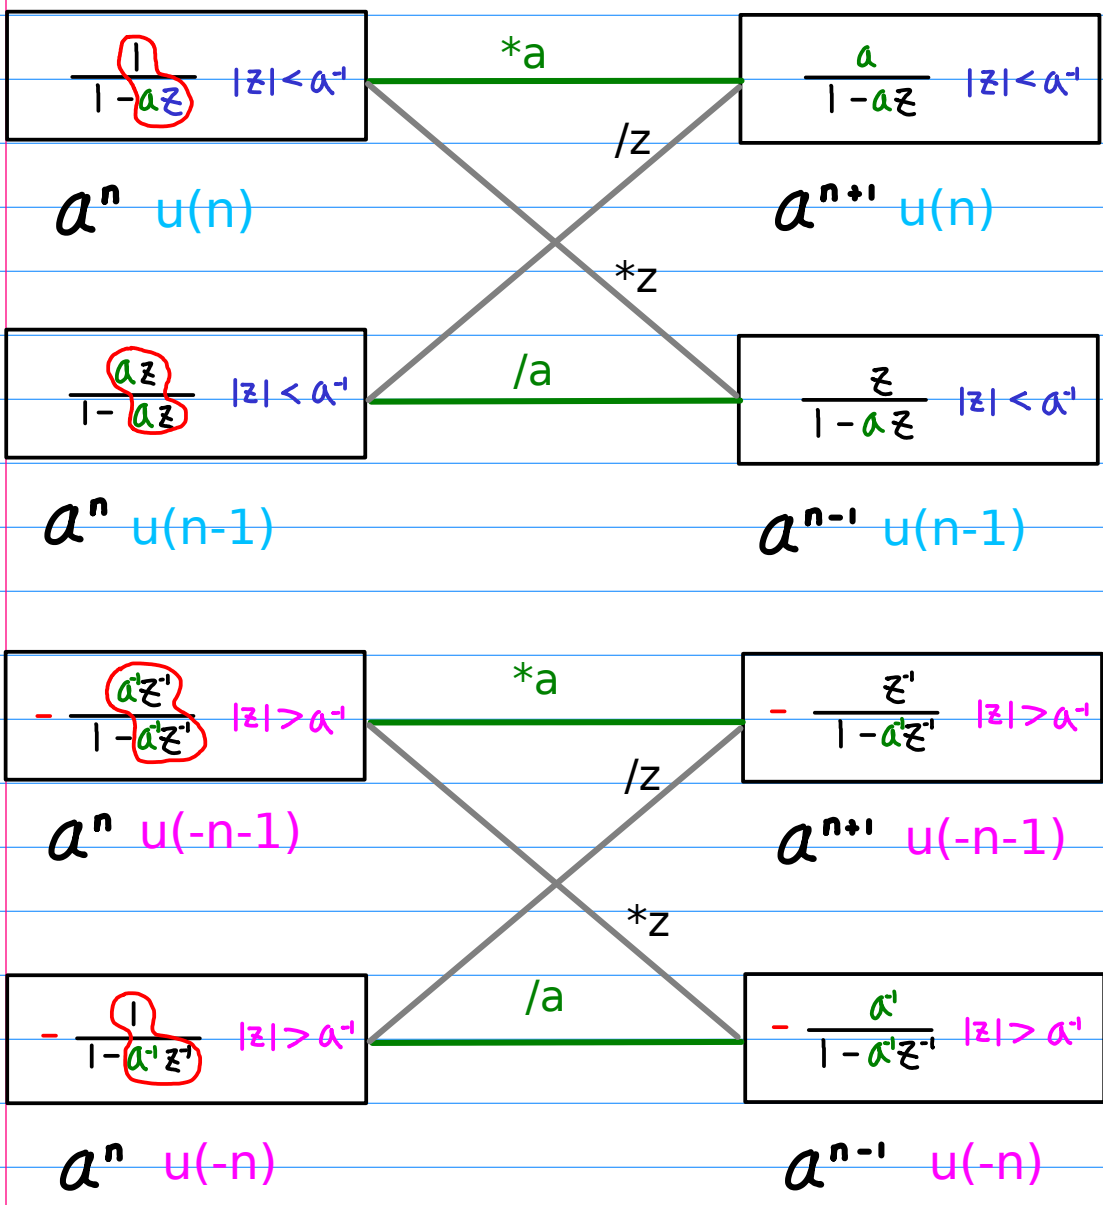 1 / 1 - az |z| < a⁻¹ *a a / 1 - az |z| < a⁻¹
/z
aⁿ u(n) aⁿ⁺¹ u(n)
*z
az / 1 - az |z| < a⁻¹ /a z / 1 - az |z| < a⁻¹
aⁿ u(n-1) aⁿ⁻¹ u(n-1)
- a⁻¹z⁻¹ / 1 - a⁻¹z⁻¹ |z| > a⁻¹ *a - z⁻¹ / 1 - a⁻¹z⁻¹ |z| > a⁻¹
/z
aⁿ u(-n-1) aⁿ⁺¹ u(-n-1)
*z
- 1 / 1 - a⁻¹z⁻¹ |z| > a⁻¹ /a - a⁻¹ / 1 - a⁻¹z⁻¹ |z| > a⁻¹
aⁿ u(-n) aⁿ⁻¹ u(-n)